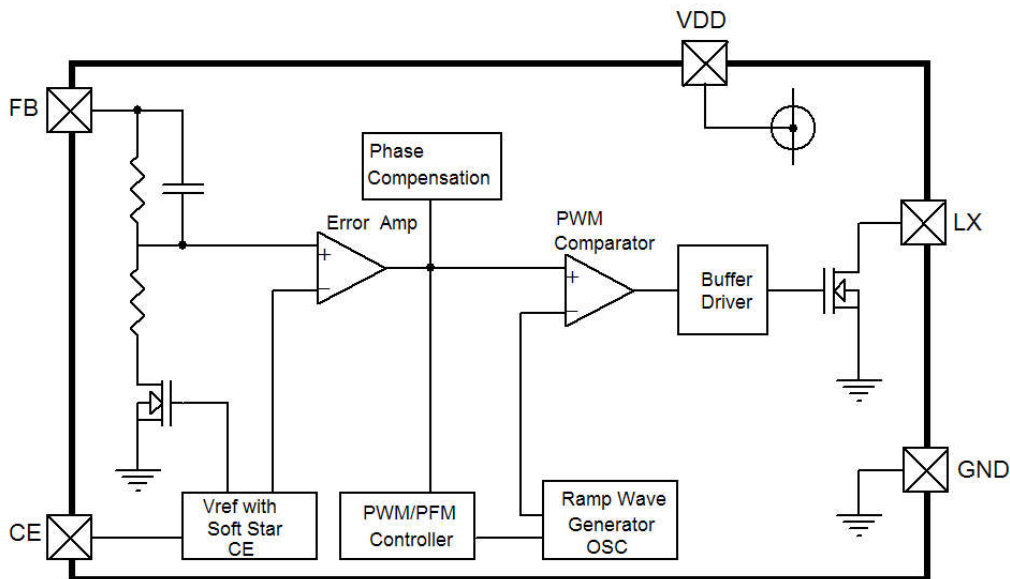 VDD
FB
Phase
Compensation
Error Amp
PWM
Comparator
LX
+
−
+
−
Buffer
Driver
GND
CE
Vref with
Soft Star
CE
PWM/PFM
Controller
Ramp Wave
Generator
OSC